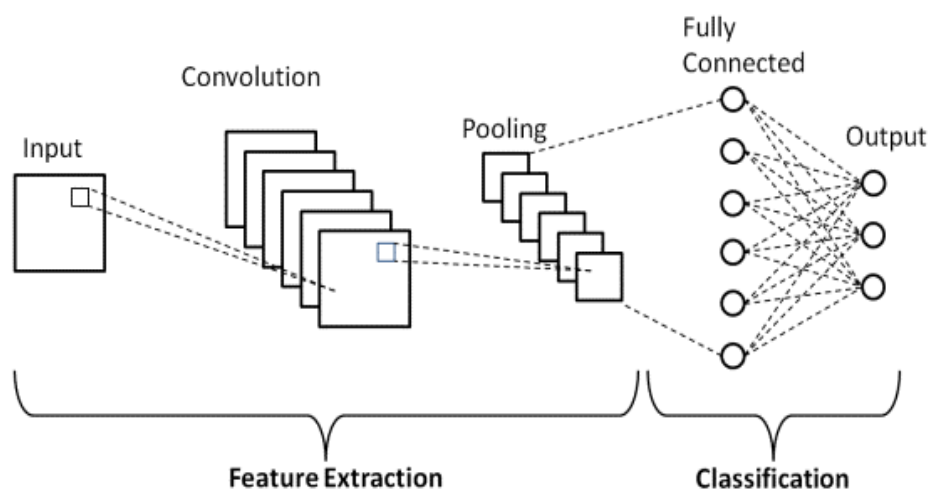 Fully
Connected
Convolution
Pooling
Input
Output
Feature Extraction
Classification